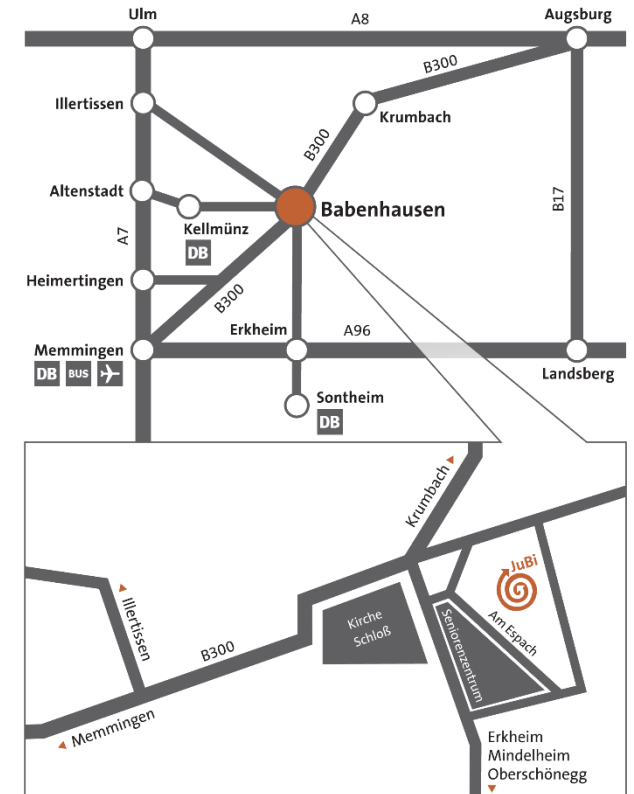 Ulm
A8
Augsburg
B300
Illertissen
Krumbach
B300
Altenstadt
Babenhausen
B17
Kellmünz
DB
A7
Heimertingen
B300
Erkheim
A96
Memmingen
DB BUS
Landsberg
Sontheim
DB
Krumbach
JuBi
Illertissen
Kirche
Schloß
Am Espach
Seniorenzentrum
B300
Memmingen
Erkheim
Mindelheim
Oberschönegg